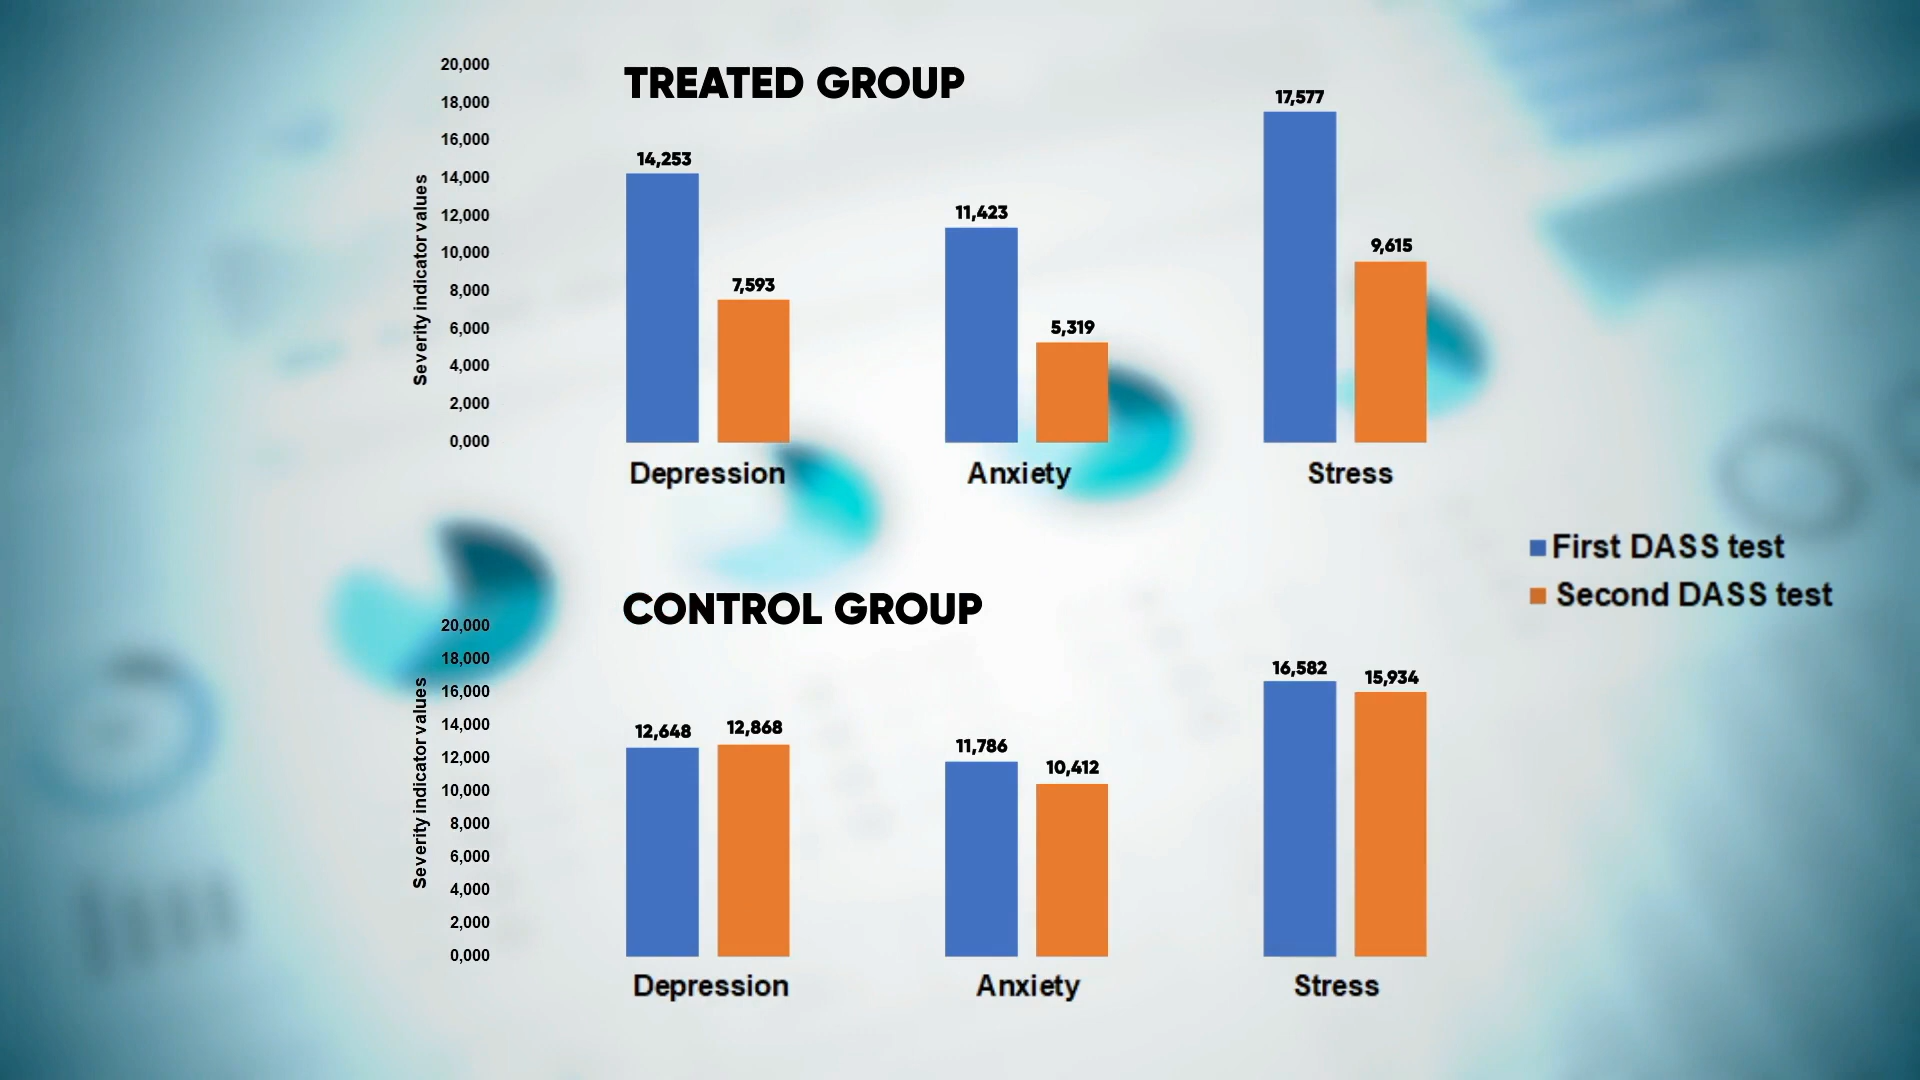 TREATED GROUP
Severity indicator values
20,000
18,000
16,000
14,000
12,000
10,000
8,000
6,000
4,000
2,000
0,000
14,253
7,593
11,423
5,319
17,577
9,615
Depression
Anxiety
Stress
First DASS test
Second DASS test
CONTROL GROUP
Severity indicator values
20,000
18,000
16,000
14,000
12,000
10,000
8,000
6,000
4,000
2,000
0,000
12,648
12,868
11,786
10,412
16,582
15,934
Depression
Anxiety
Stress